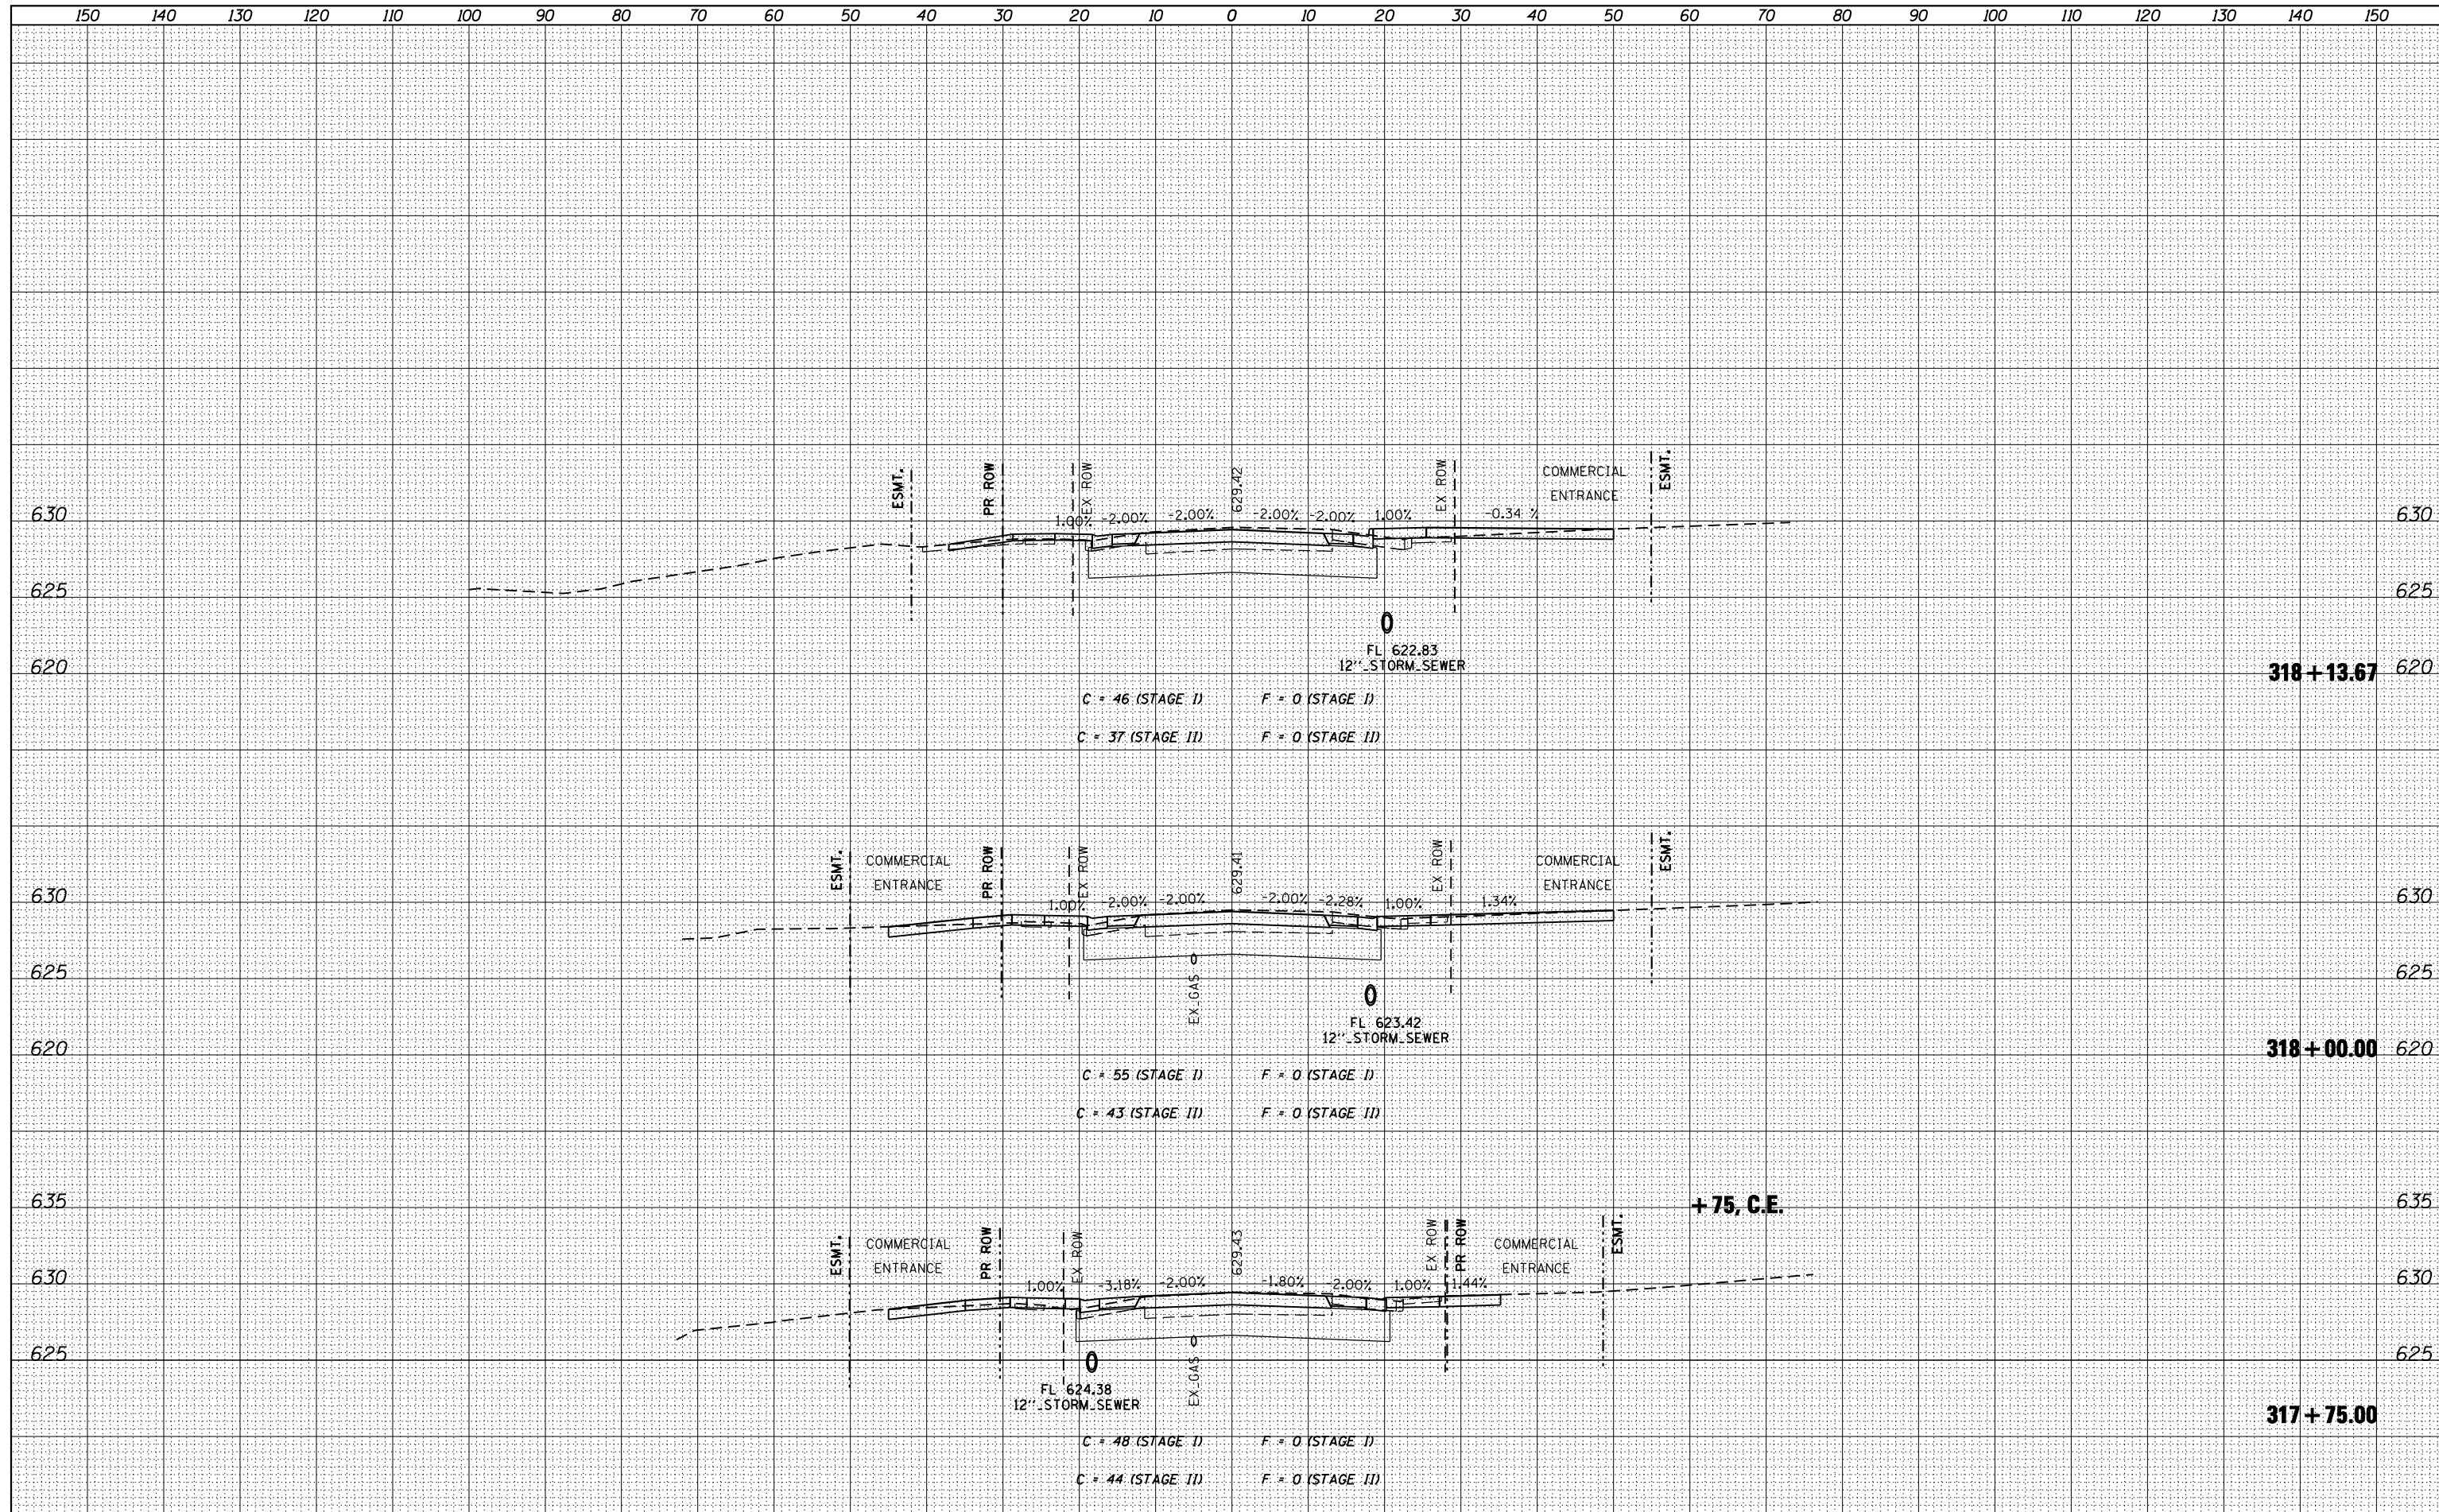 150 140 130 120 110 100 90 80 70 60 50 40 30 20 10 0 10 20 30 40 50 60 70 80 90 100 110 120 130 140 150
ESMT.
PR ROW
EX ROW
629.42
EX ROW
COMMERCIAL
ENTRANCE
ESMT.
630 1.00% -2.00% -2.00% -2.00% -2.00% 1.00% -0.34 % 630
625 625
FL 622.83
12''_STORM_SEWER
620 318 + 13.67 620
C = 46 (STAGE I) F = 0 (STAGE I)
C = 37 (STAGE II) F = 0 (STAGE II)
ESMT.
COMMERCIAL
ENTRANCE
PR ROW
EX ROW
629.41
EX ROW
COMMERCIAL
ENTRANCE
ESMT.
630 1.00% -2.00% -2.00% -2.00% -2.28% 1.00% 1.34% 630
625 625
EX_GAS
FL 623.42
12''_STORM_SEWER
620 318 + 00.00 620
C = 55 (STAGE I) F = 0 (STAGE I)
C = 43 (STAGE II) F = 0 (STAGE II)
635 + 75, C.E. 635
ESMT.
COMMERCIAL
ENTRANCE
PR ROW
EX ROW
629.43
EX ROW
PR ROW
COMMERCIAL
ENTRANCE
ESMT.
630 1.00% -3.18% -2.00% -1.80% -2.00% 1.00% 1.44% 630
625 625
EX_GAS
FL 624.38
12''_STORM_SEWER
317 + 75.00
C = 48 (STAGE I) F = 0 (STAGE I)
C = 44 (STAGE II) F = 0 (STAGE II)